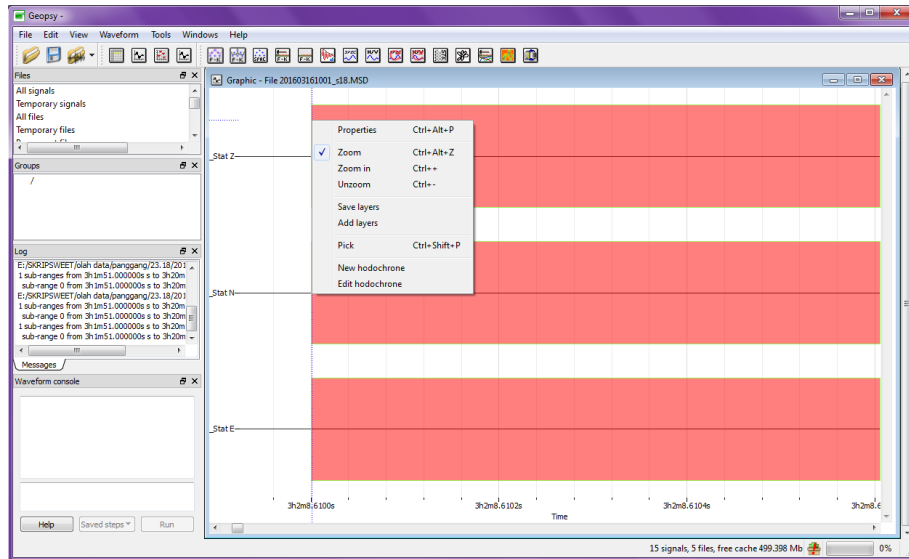 Geopsy -
File Edit View Waveform Tools Windows Help
Files
All signals
Temporary signals
All files
Temporary files
Groups
/
Log
E:/SKRIPSWEET/olah data/panggang/23.18/201
1 sub-ranges from 3h1m51.000000s s to 3h20m
sub-range 0 from 3h1m51.000000s s to 3h20m
E:/SKRIPSWEET/olah data/panggang/23.18/201
1 sub-ranges from 3h1m51.000000s s to 3h20m
sub-range 0 from 3h1m51.000000s s to 3h20m
1 sub-ranges from 3h1m51.000000s s to 3h20m
sub-range 0 from 3h1m51.000000s s to 3h20m
Messages
Waveform console
Help Saved steps Run
Graphic - File 201603161001_s18.MSD
_Stat Z
_Stat N
_Stat E
Properties Ctrl+Alt+P
Zoom Ctrl+Alt+Z
Zoom in Ctrl++
Unzoom Ctrl+-
Save layers
Add layers
Pick Ctrl+Shift+P
New hodochrone
Edit hodochrone
3h2m8.6100s 3h2m8.6102s 3h2m8.6104s 3h2m8.6
Time
15 signals, 5 files, free cache 499.398 Mb 0%